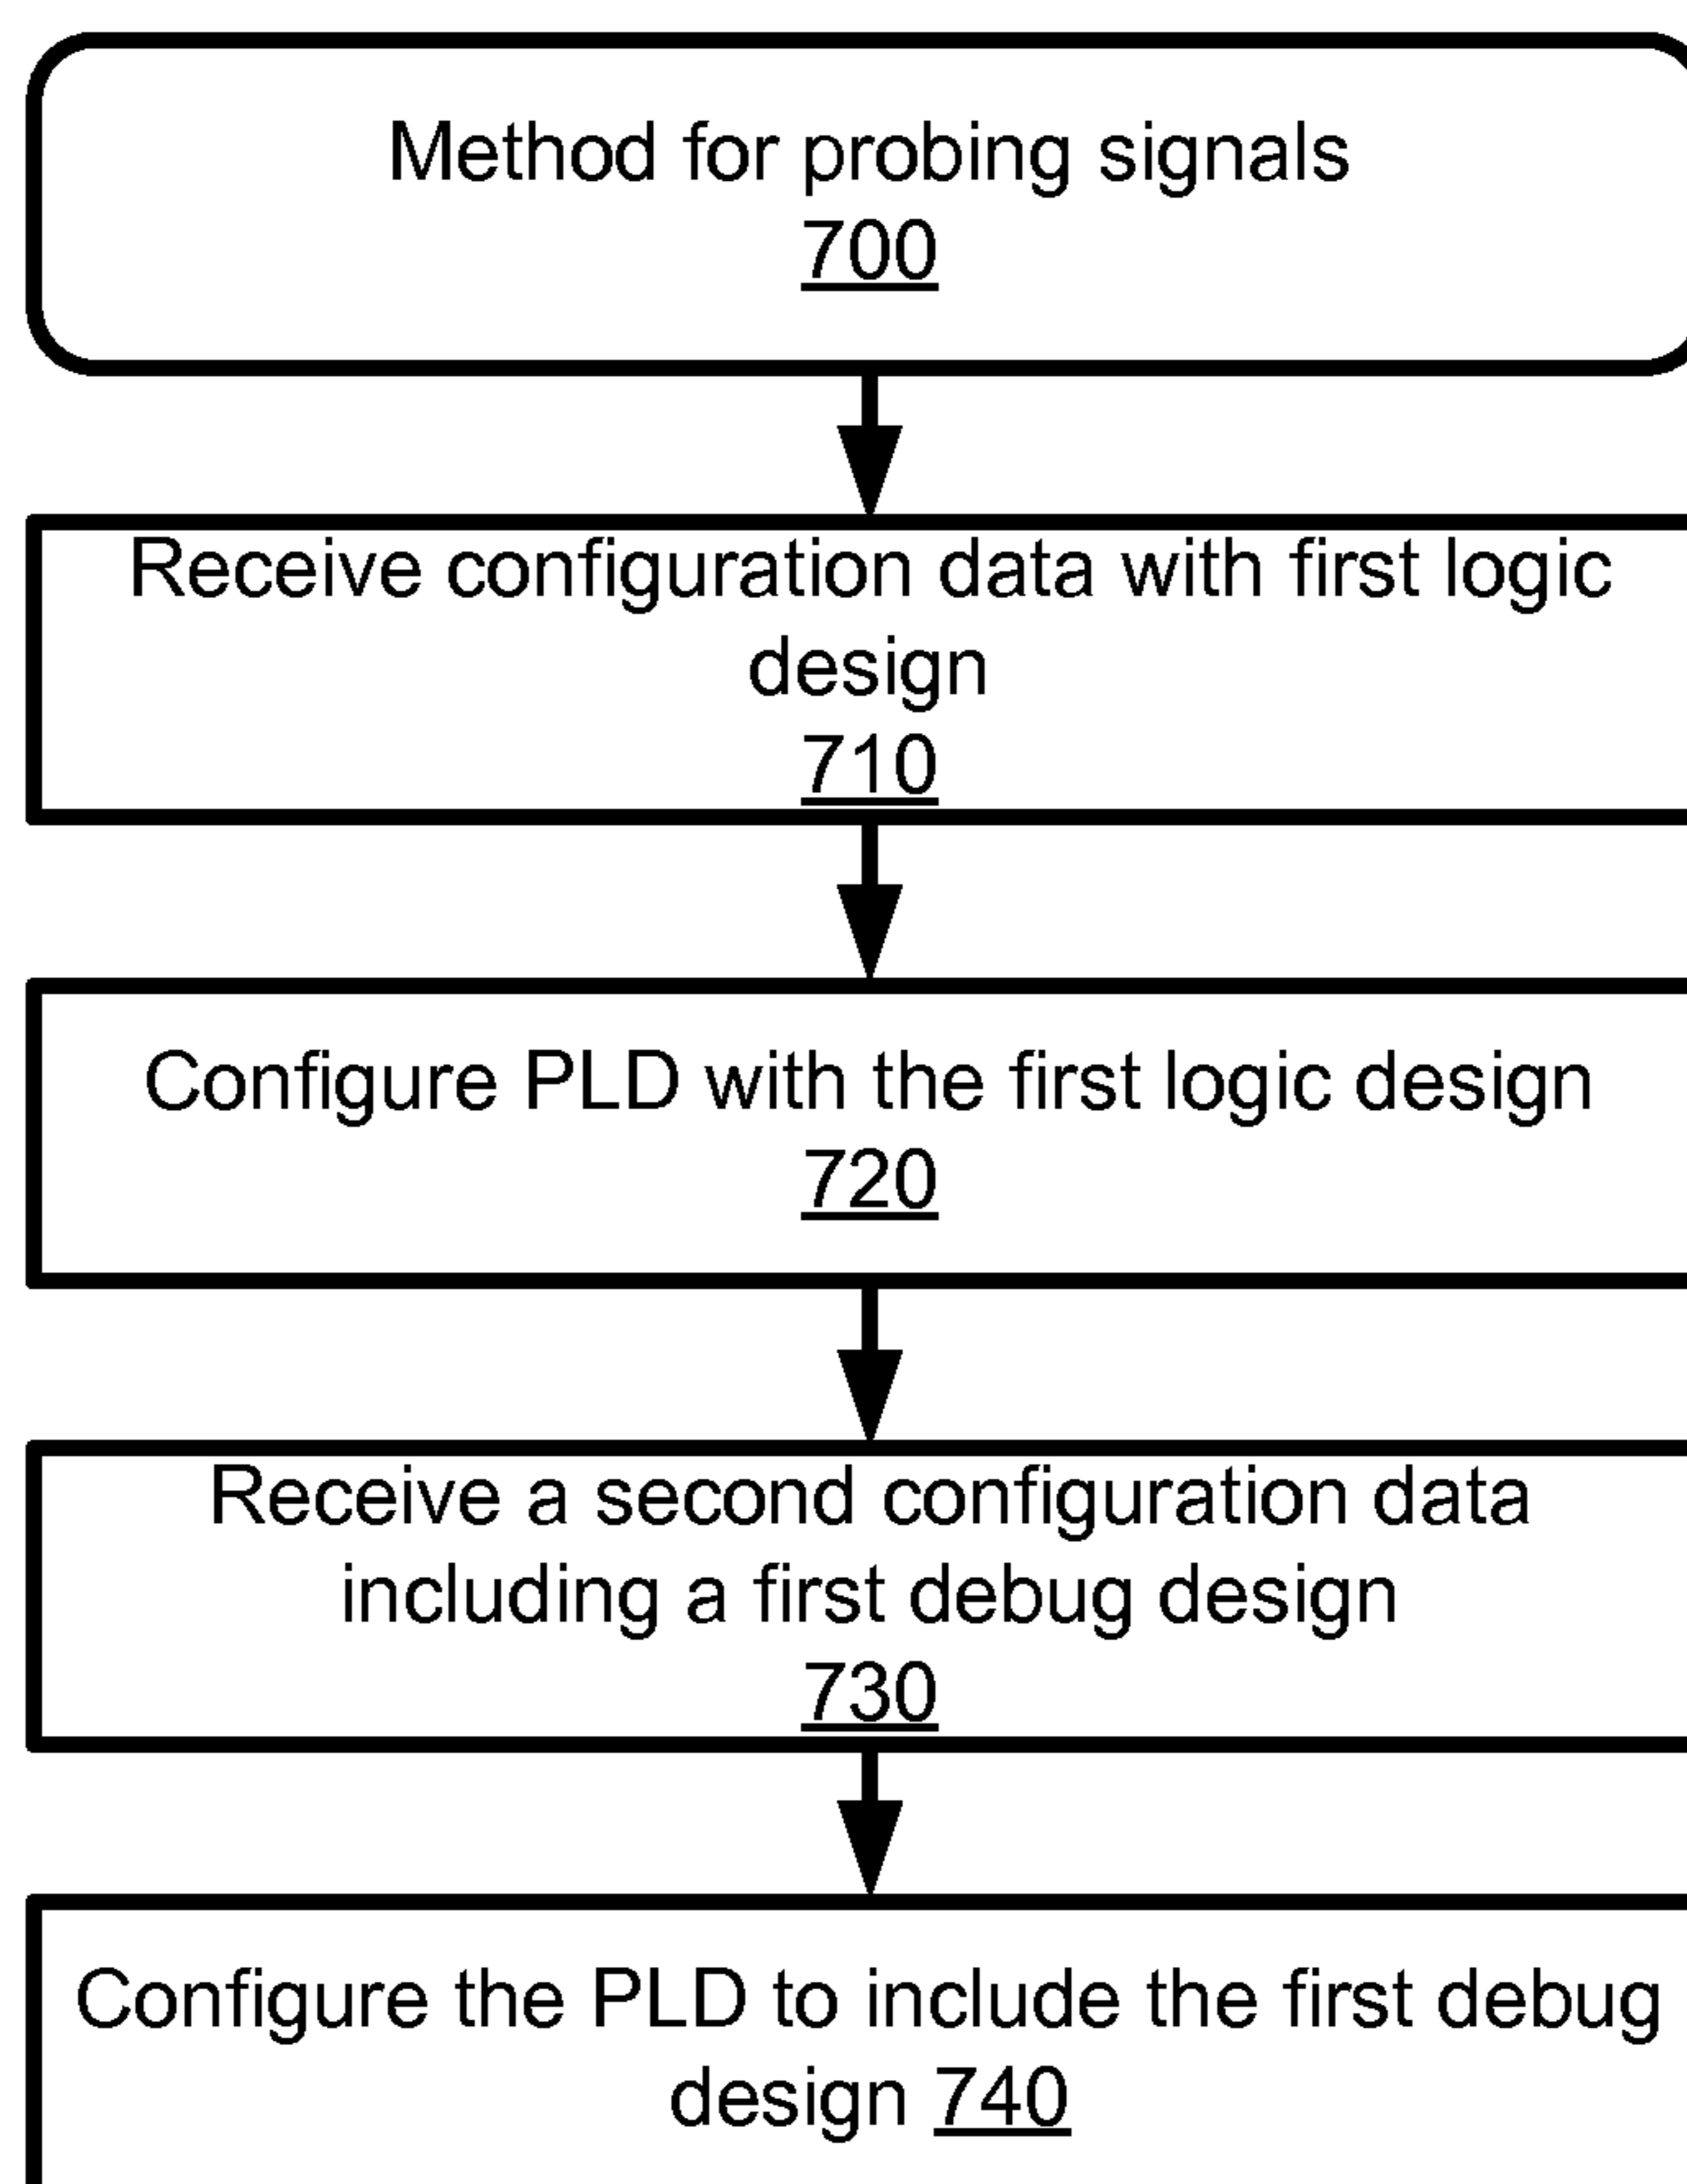 Method for probing signals
700
Receive configuration data with first logic
design
710
Configure PLD with the first logic design
720
Receive a second configuration data
including a first debug design
730
Configure the PLD to include the first debug
design 740